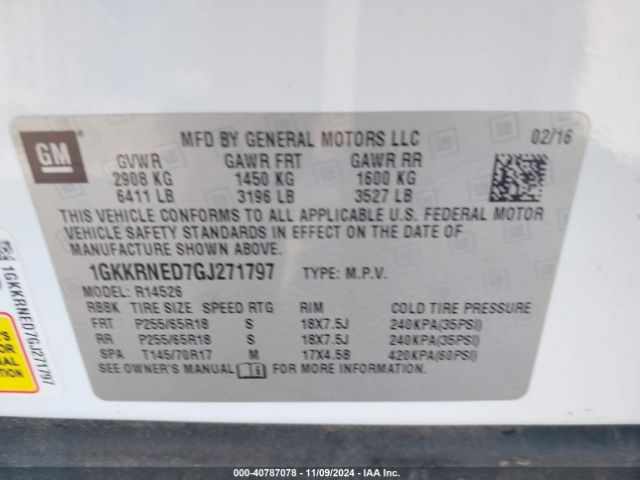 GM
MFD BY GENERAL MOTORS LLC 02/16
GVWR GAWR FRT GAWR RR
2908 KG 1450 KG 1600 KG
6411 LB 3196 LB 3527 LB
THIS VEHICLE CONFORMS TO ALL APPLICABLE U.S. FEDERAL MOTOR
VEHICLE SAFETY STANDARDS IN EFFECT ON THE DATE OF
MANUFACTURE SHOWN ABOVE.
1GKKRNED7GJ271797 TYPE: M.P.V.
MODEL: R14526
RBBK TIRE SIZE SPEED RTG RIM COLD TIRE PRESSURE
FRT P255/65R18 S 18X7.5J 240KPA(35PSI)
RR P255/65R18 S 18X7.5J 240KPA(35PSI)
SPA T145/70R17 M 17X4.5B 420KPA(60PSI)
SEE OWNER'S MANUAL FOR MORE INFORMATION.
1GKKRNED7GJ271797
000-40787078 - 11/09/2024 - IAA Inc.